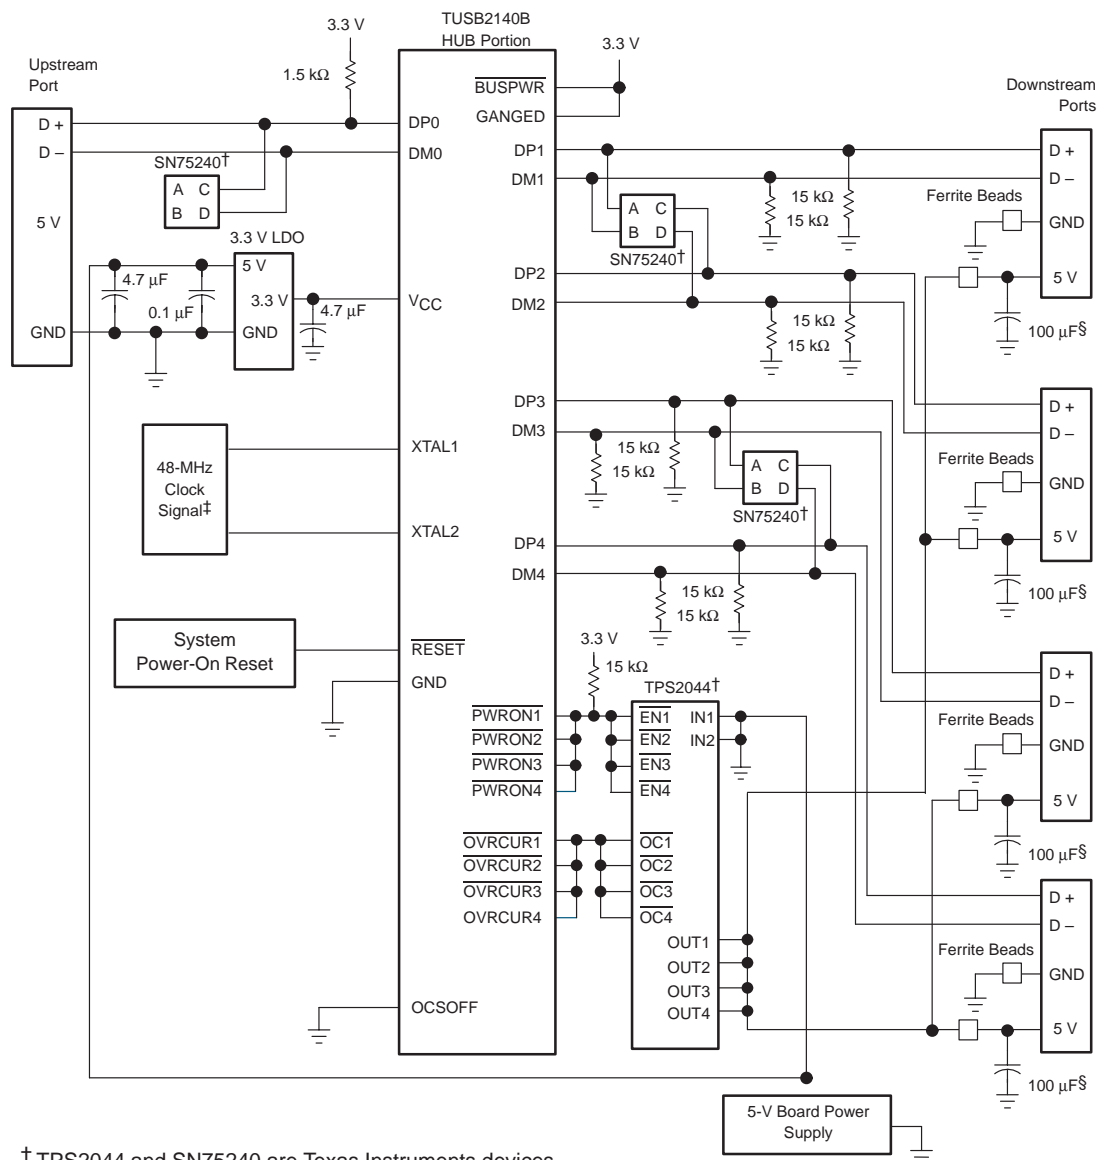 TUSB2140B
HUB Portion
3.3 V
3.3 V
Upstream
Port
1.5 kΩ
BUSPWR
GANGED
Downstream
Ports
D +
D –
5 V
GND
DP0
DM0
SN75240†
A C
B D
3.3 V LDO
5 V
3.3 V
GND
4.7 µF
0.1 µF
4.7 µF
VCC
DP1
DM1
15 kΩ
15 kΩ
A C
B D
SN75240†
D +
D –
Ferrite Beads
GND
5 V
100 µF§
DP2
DM2
15 kΩ
15 kΩ
D +
D –
Ferrite Beads
GND
5 V
100 µF§
DP3
DM3
15 kΩ
15 kΩ
A C
B D
SN75240†
48-MHz
Clock
Signal‡
XTAL1
XTAL2
DP4
DM4
15 kΩ
15 kΩ
System
Power-On Reset
RESET
GND
3.3 V
15 kΩ
TPS2044†
PWRON1
PWRON2
PWRON3
PWRON4
EN1
EN2
EN3
EN4
IN1
IN2
D +
D –
Ferrite Beads
GND
5 V
100 µF§
OVRCUR1
OVRCUR2
OVRCUR3
OVRCUR4
OC1
OC2
OC3
OC4
OUT1
OUT2
OUT3
OUT4
D +
D –
Ferrite Beads
GND
5 V
100 µF§
OCSOFF
5-V Board Power
Supply
† TPS2044 and SN75240 are Texas Instruments devices